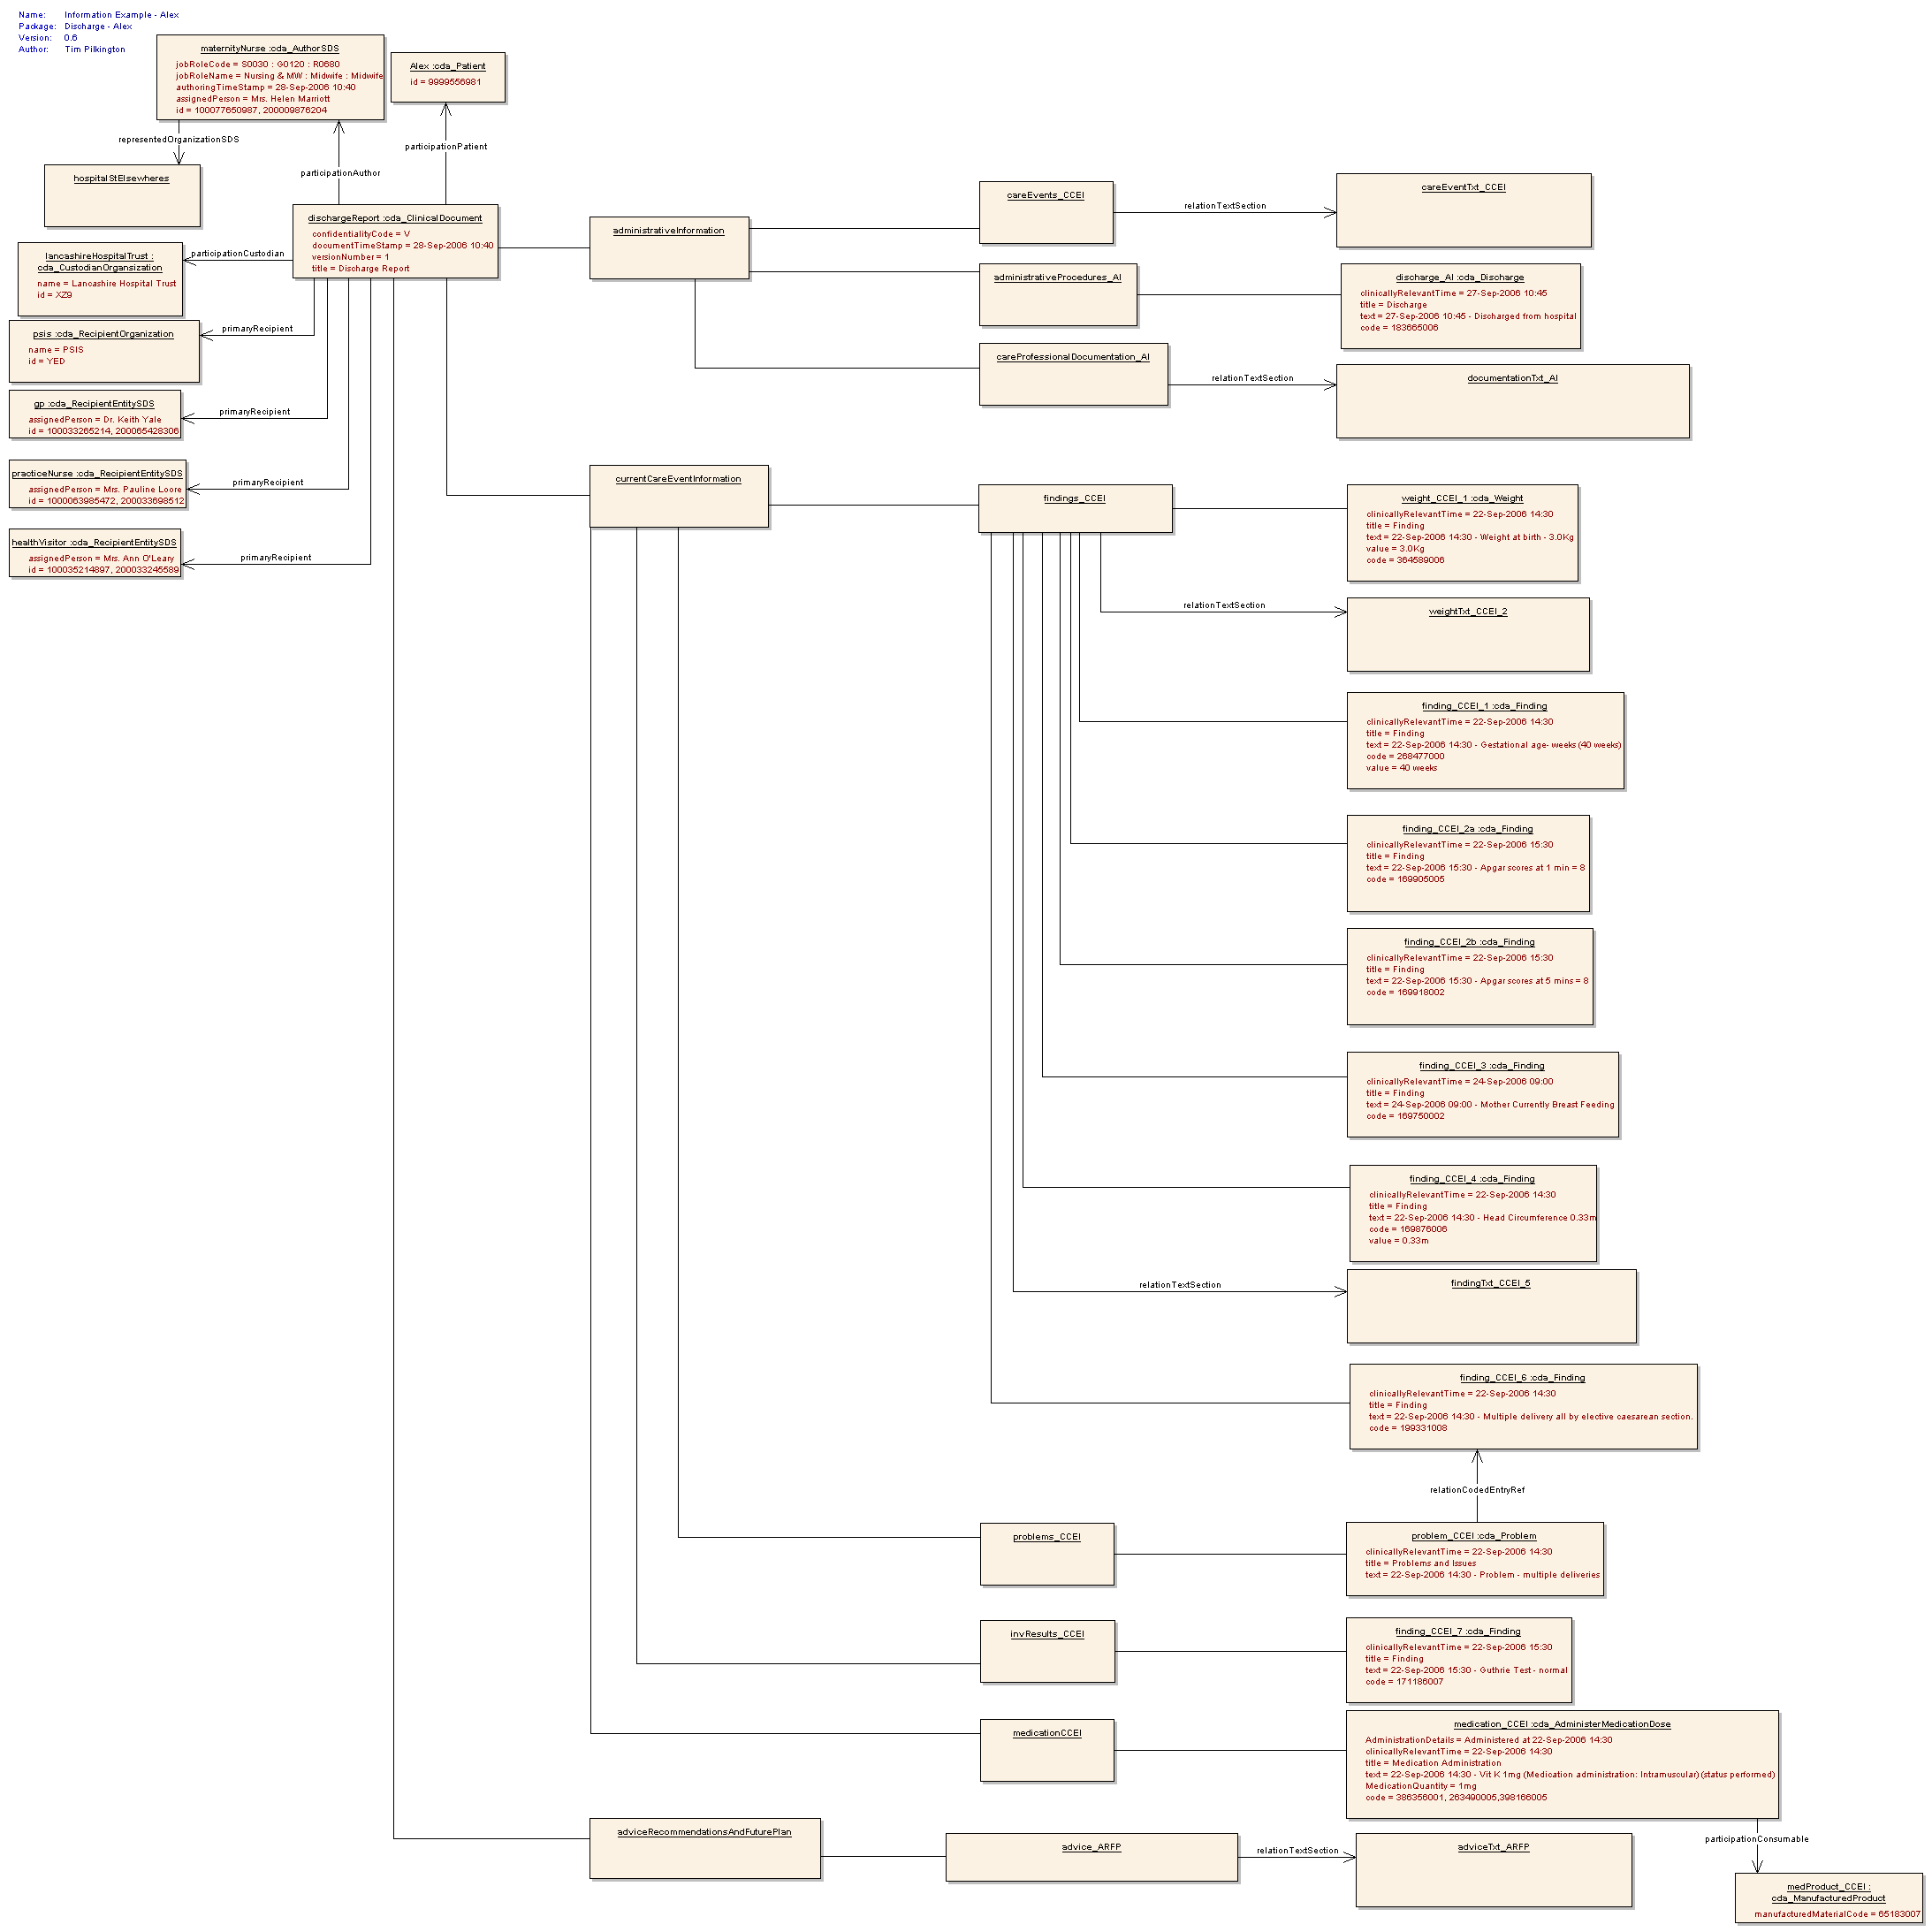 Name: Information Example - Alex
Package: Discharge - Alex
Version: 0.6
Author: Tim Pilkington
maternityNurse :cda_AuthorSDS
jobRoleCode = S0030 : G0120 : R0680
jobRoleName = Nursing & MW : Midwife : Midwife
authoringTimeStamp = 28-Sep-2006 10:40
assignedPerson = Mrs. Helen Marriott
id = 100077650987, 200009876204
Alex :cda_Patient
id = 9999556981
representedOrganizationSDS
participationPatient
participationAuthor
hospitalStElsewheres
dischargeReport :cda_ClinicalDocument
confidentialityCode = V
documentTimeStamp = 28-Sep-2006 10:40
versionNumber = 1
title = Discharge Report
participationCustodian
lancashireHospitalTrust :
cda_CustodianOrgansization
name = Lancashire Hospital Trust
id = XZ9
primaryRecipient
psis :cda_RecipientOrganization
name = PSIS
id = YED
primaryRecipient
gp :cda_RecipientEntitySDS
assignedPerson = Dr. Keith Yale
id = 100033265214, 200065428306
primaryRecipient
practiceNurse :cda_RecipientEntitySDS
assignedPerson = Mrs. Pauline Loore
id = 1000063985472, 200033698512
primaryRecipient
healthVisitor :cda_RecipientEntitySDS
assignedPerson = Mrs. Ann O'Leary
id = 100035214897, 200033245589
administrativeInformation
careEvents_CCEI
relationTextSection
careEventTxt_CCEI
administrativeProcedures_AI
discharge_AI :cda_Discharge
clinicallyRelevantTime = 27-Sep-2006 10:45
title = Discharge
text = 27-Sep-2006 10:45 - Discharged from hospital
code = 183665006
careProfessionalDocumentation_AI
relationTextSection
documentationTxt_AI
currentCareEventInformation
findings_CCEI
weight_CCEI_1 :cda_Weight
clinicallyRelevantTime = 22-Sep-2006 14:30
title = Finding
text = 22-Sep-2006 14:30 - Weight at birth - 3.0Kg
value = 3.0Kg
code = 364589006
relationTextSection
weightTxt_CCEI_2
finding_CCEI_1 :cda_Finding
clinicallyRelevantTime = 22-Sep-2006 14:30
title = Finding
text = 22-Sep-2006 14:30 - Gestational age- weeks (40 weeks)
code = 268477000
value = 40 weeks
finding_CCEI_2a :cda_Finding
clinicallyRelevantTime = 22-Sep-2006 15:30
title = Finding
text = 22-Sep-2006 15:30 - Apgar scores at 1 min = 8
code = 169905005
finding_CCEI_2b :cda_Finding
clinicallyRelevantTime = 22-Sep-2006 15:30
title = Finding
text = 22-Sep-2006 15:30 - Apgar scores at 5 mins = 8
code = 169918002
finding_CCEI_3 :cda_Finding
clinicallyRelevantTime = 24-Sep-2006 09:00
title = Finding
text = 24-Sep-2006 09:00 - Mother Currently Breast Feeding
code = 169750002
finding_CCEI_4 :cda_Finding
clinicallyRelevantTime = 22-Sep-2006 14:30
title = Finding
text = 22-Sep-2006 14:30 - Head Circumference 0.33m
code = 169876006
value = 0.33m
relationTextSection
findingTxt_CCEI_5
finding_CCEI_6 :cda_Finding
clinicallyRelevantTime = 22-Sep-2006 14:30
title = Finding
text = 22-Sep-2006 14:30 - Multiple delivery all by elective caesarean section.
code = 199331008
relationCodedEntryRef
problems_CCEI
problem_CCEI :cda_Problem
clinicallyRelevantTime = 22-Sep-2006 14:30
title = Problems and Issues
text = 22-Sep-2006 14:30 - Problem - multiple deliveries
invResults_CCEI
finding_CCEI_7 :cda_Finding
clinicallyRelevantTime = 22-Sep-2006 15:30
title = Finding
text = 22-Sep-2006 15:30 - Guthrie Test - normal
code = 171186007
medicationCCEI
medication_CCEI :cda_AdministerMedicationDose
AdministrationDetails = Administered at 22-Sep-2006 14:30
clinicallyRelevantTime = 22-Sep-2006 14:30
title = Medication Administration
text = 22-Sep-2006 14:30 - Vit K 1mg (Medication administration: Intramuscular) (status performed)
MedicationQuantity = 1mg
code = 386356001, 263490005,398166005
adviceRecommendationsAndFuturePlan
advice_ARFP
relationTextSection
adviceTxt_ARFP
participationConsumable
medProduct_CCEI :
cda_ManufacturedProduct
manufacturedMaterialCode = 65183007